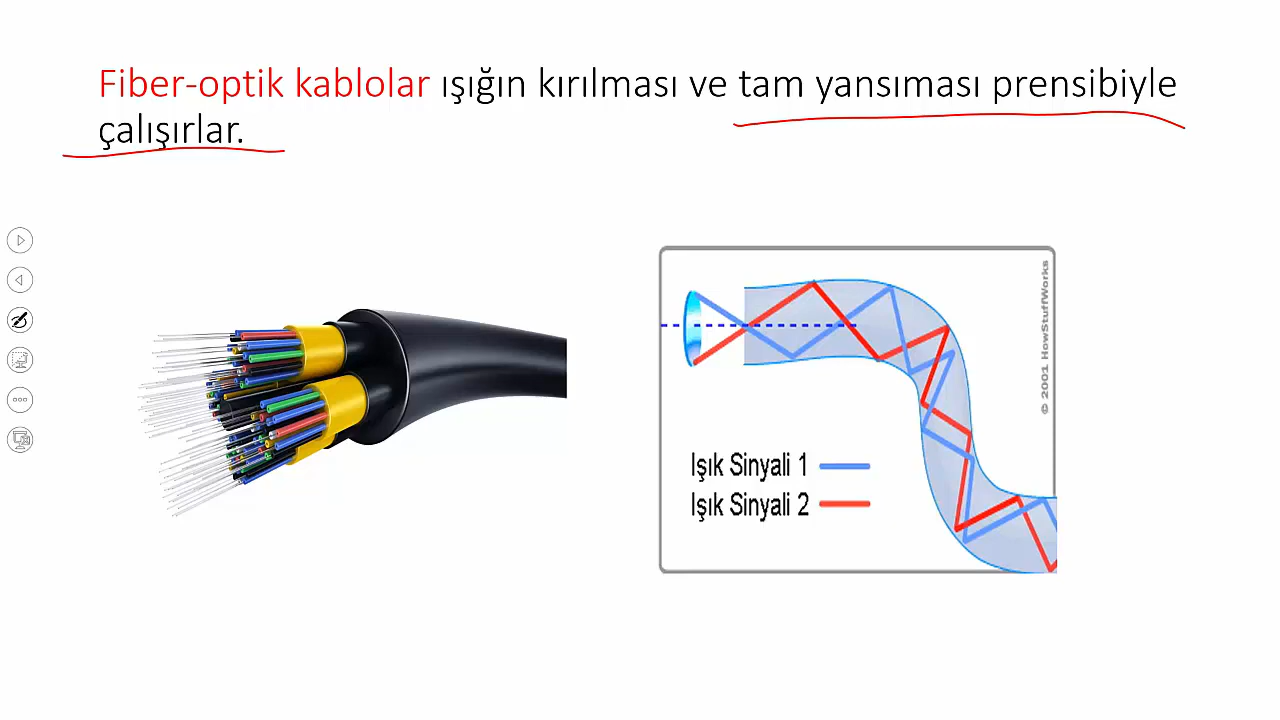 Fiber-optik kablolar ışığın kırılması ve tam yansıması prensibiyle
çalışırlar.
© 2001 HowStuffWorks
Işık Sinyali 1
Işık Sinyali 2